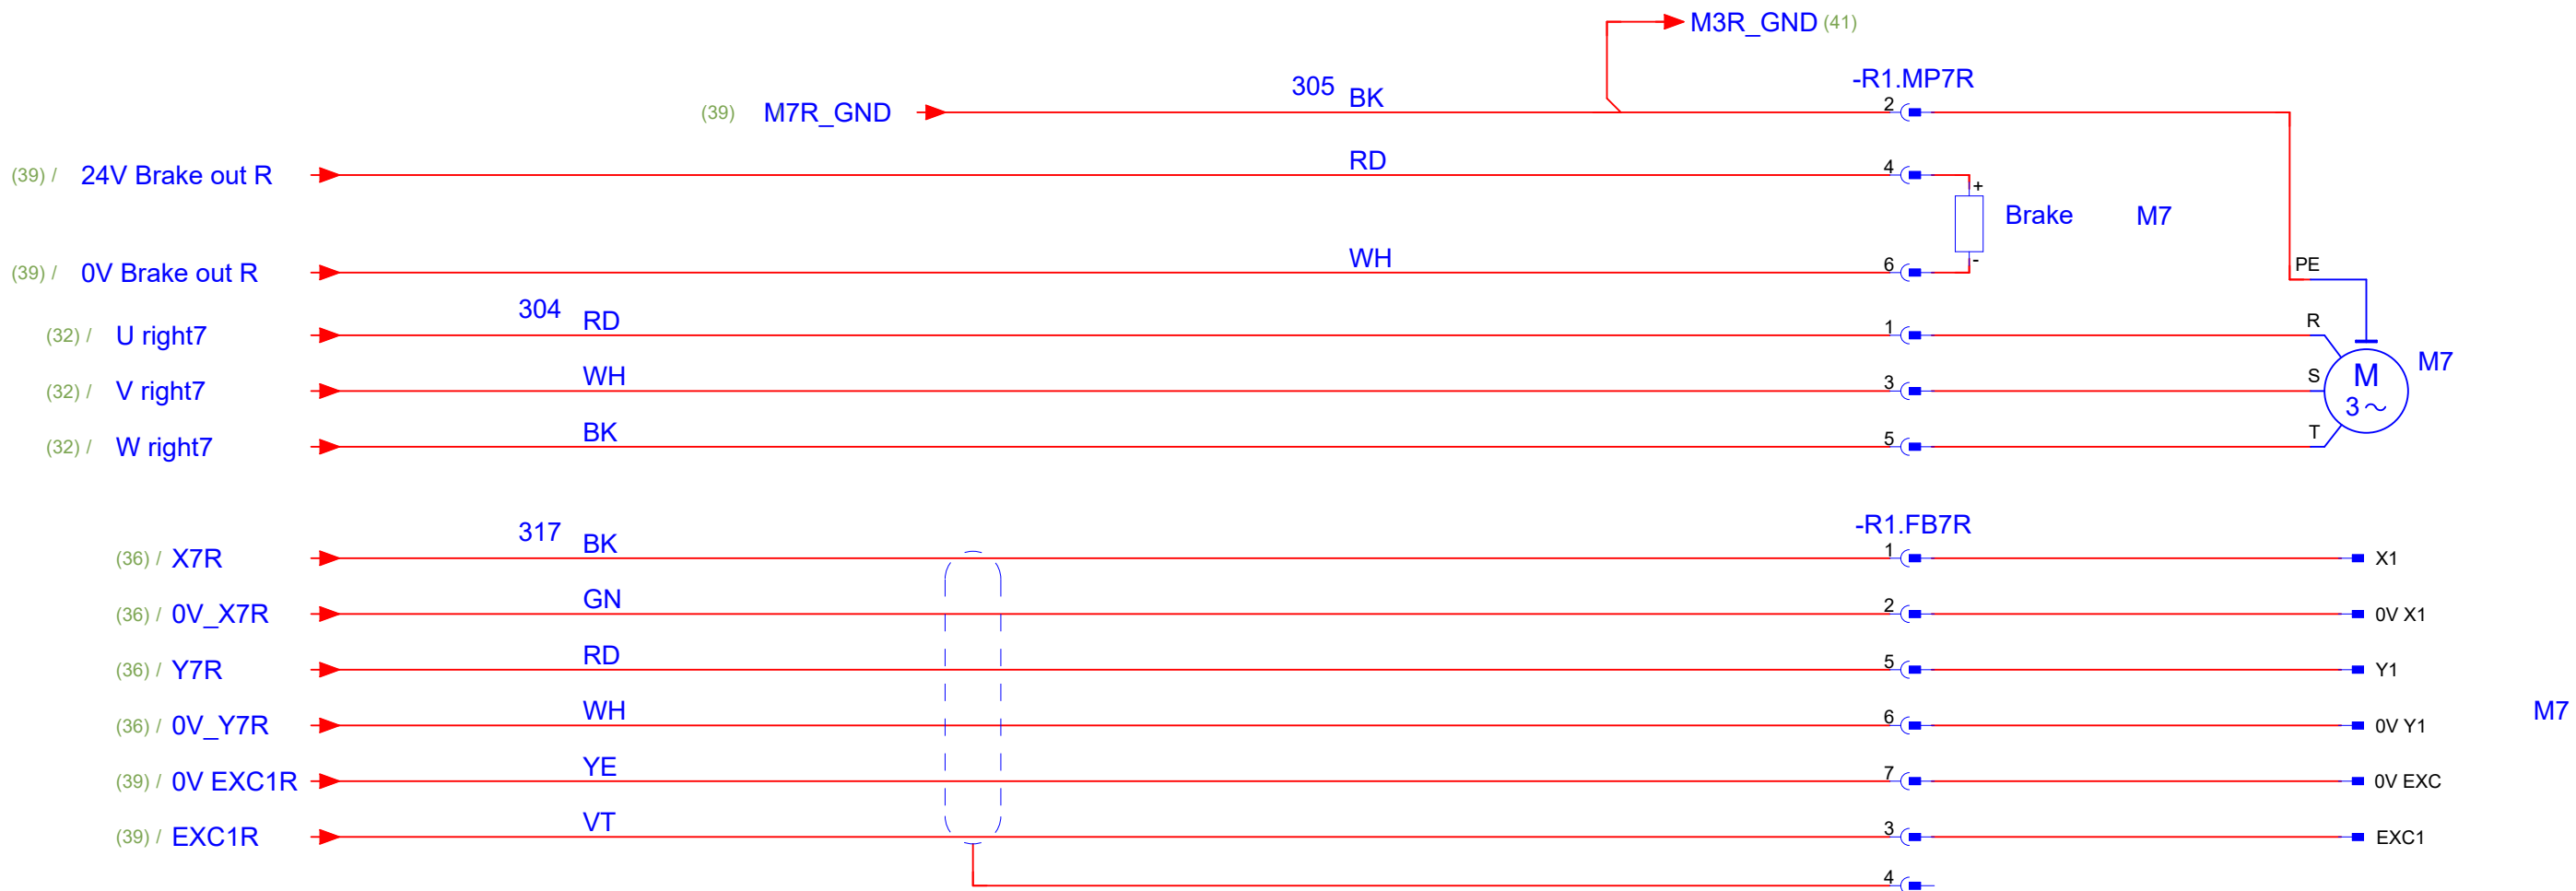 M3R_GND (41)
-R1.MP7R
305 BK
(39) M7R_GND 2
(39) / 24V Brake out R RD 4
+
Brake M7
-
(39) / 0V Brake out R WH 6
PE
(32) / U right7 304 RD 1 R
(32) / V right7 WH 3 S
M 3~ M7
(32) / W right7 BK 5 T
-R1.FB7R
(36) / X7R 317 BK 1 X1
(36) / 0V_X7R GN 2 0V X1
(36) / Y7R RD 5 Y1
(36) / 0V_Y7R WH 6 0V Y1
M7
(39) / 0V EXC1R YE 7 0V EXC
(39) / EXC1R VT 3 EXC1
4